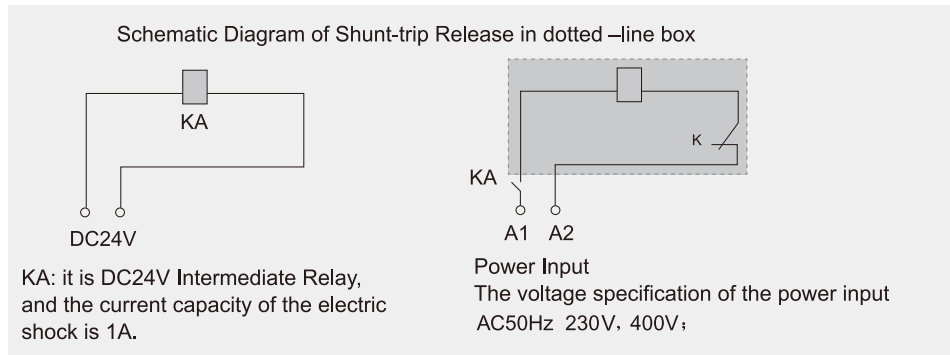 Schematic Diagram of Shunt-trip Release in dotted –line box
KA
DC24V
KA: it is DC24V Intermediate Relay,
and the current capacity of the electric
shock is 1A.
K
KA
A1 A2
Power Input
The voltage specification of the power input
AC50Hz 230V, 400V;